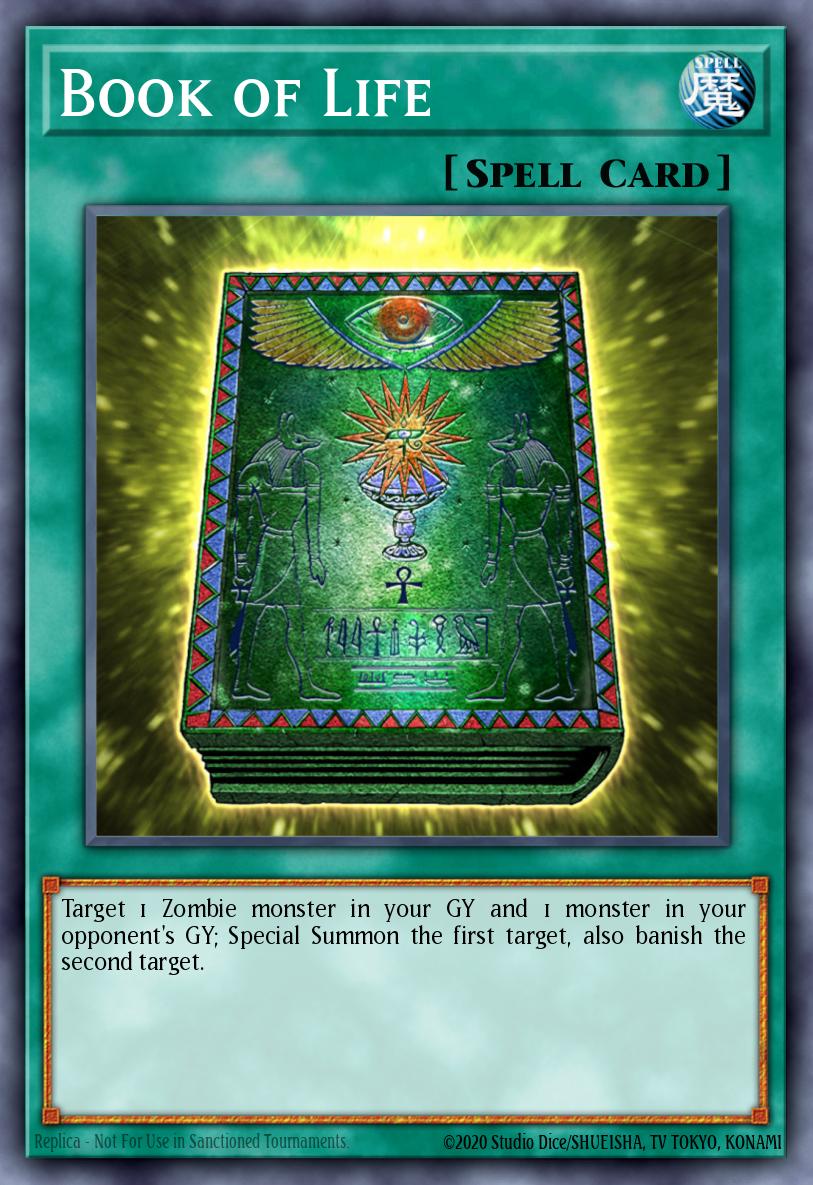 Book of Life
SPELL
魔
[Spell Card]
Target 1 Zombie monster in your GY and 1 monster in your
opponent's GY; Special Summon the first target, also banish the
second target.
Replica - Not For Use in Sanctioned Tournaments.
©2020 Studio Dice/SHUEISHA, TV TOKYO, KONAMI